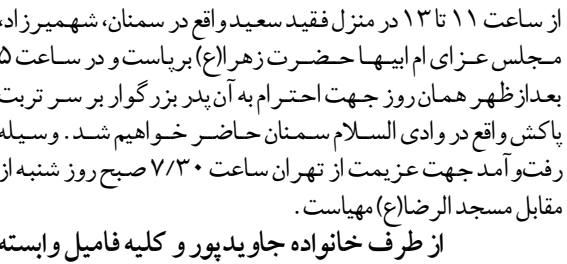 از ساعت ۱۱ تا ۱۳ در منزل فقید سعید واقع در سمنان، شهمیرزاد،
مجلس عزای ام ابیها حضرت زهرا(ع) برپاست و در ساعت ۵
بعدازظهر همان روز جهت احترام به آن پدر بزرگوار بر سر تربت
پاکش واقع در وادی السلام سمنان حاضر خواهیم شد. وسیله
رفت‌و آمد جهت عزیمت از تهران ساعت ۷/۳۰ صبح روز شنبه از
مقابل مسجد الرضا(ع) مهیاست.
از طرف خانواده جاویدپور و کلیه فامیل وابسته